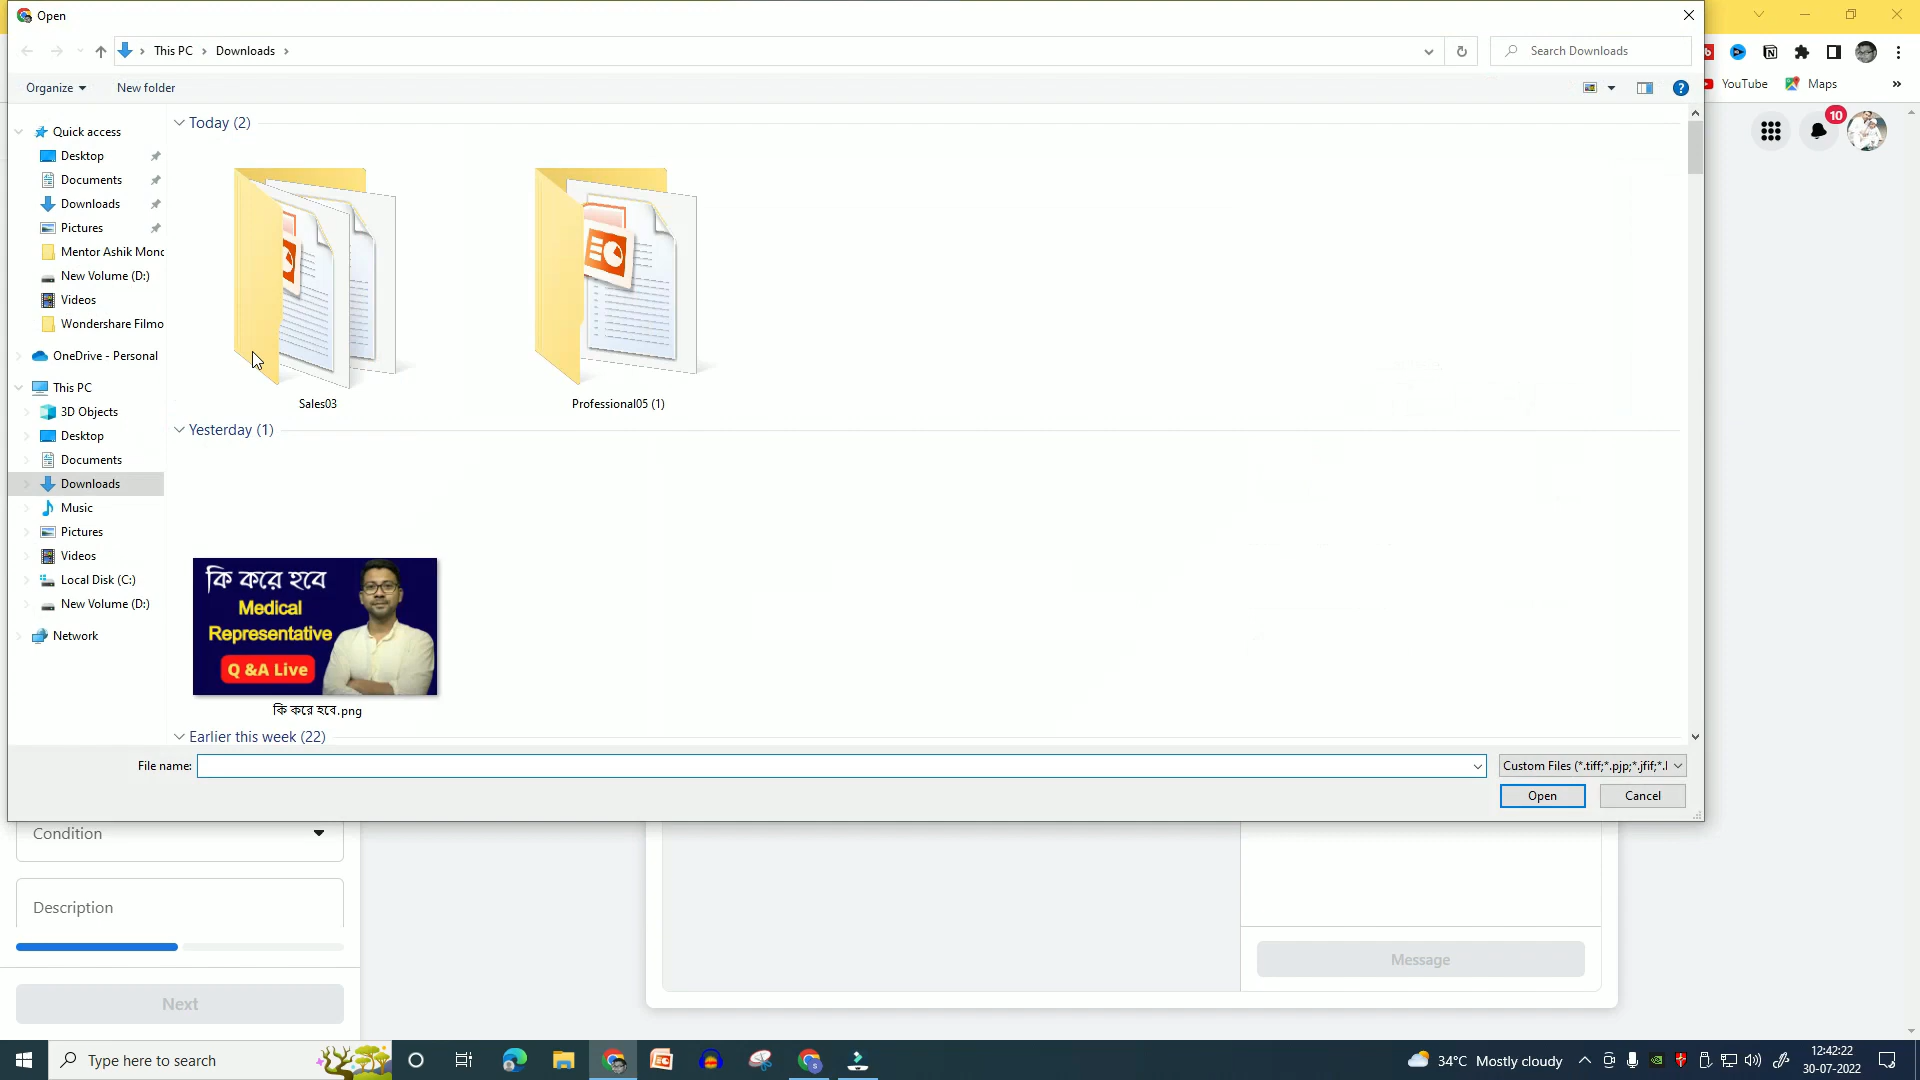 Open
This PC
Downloads
Search Downloads
Organize
New folder
YouTube
Maps
10
Quick access
Desktop
Documents
Downloads
Pictures
Mentor Ashik Mond
New Volume (D:)
Videos
Wondershare Filmo
OneDrive - Personal
This PC
3D Objects
Desktop
Documents
Downloads
Music
Pictures
Videos
Local Disk (C:)
New Volume (D:)
Network
Today (2)
Sales03
Professional05 (1)
Yesterday (1)
কি করে হবে
Medical
Representative
Q &A Live
কি করে হবে.png
Earlier this week (22)
File name:
Custom Files (*.tiff;*.pjp;*.jfif;*.l
Open
Cancel
Condition
Description
Next
Message
Type here to search
34°C Mostly cloudy
12:42:22
30-07-2022